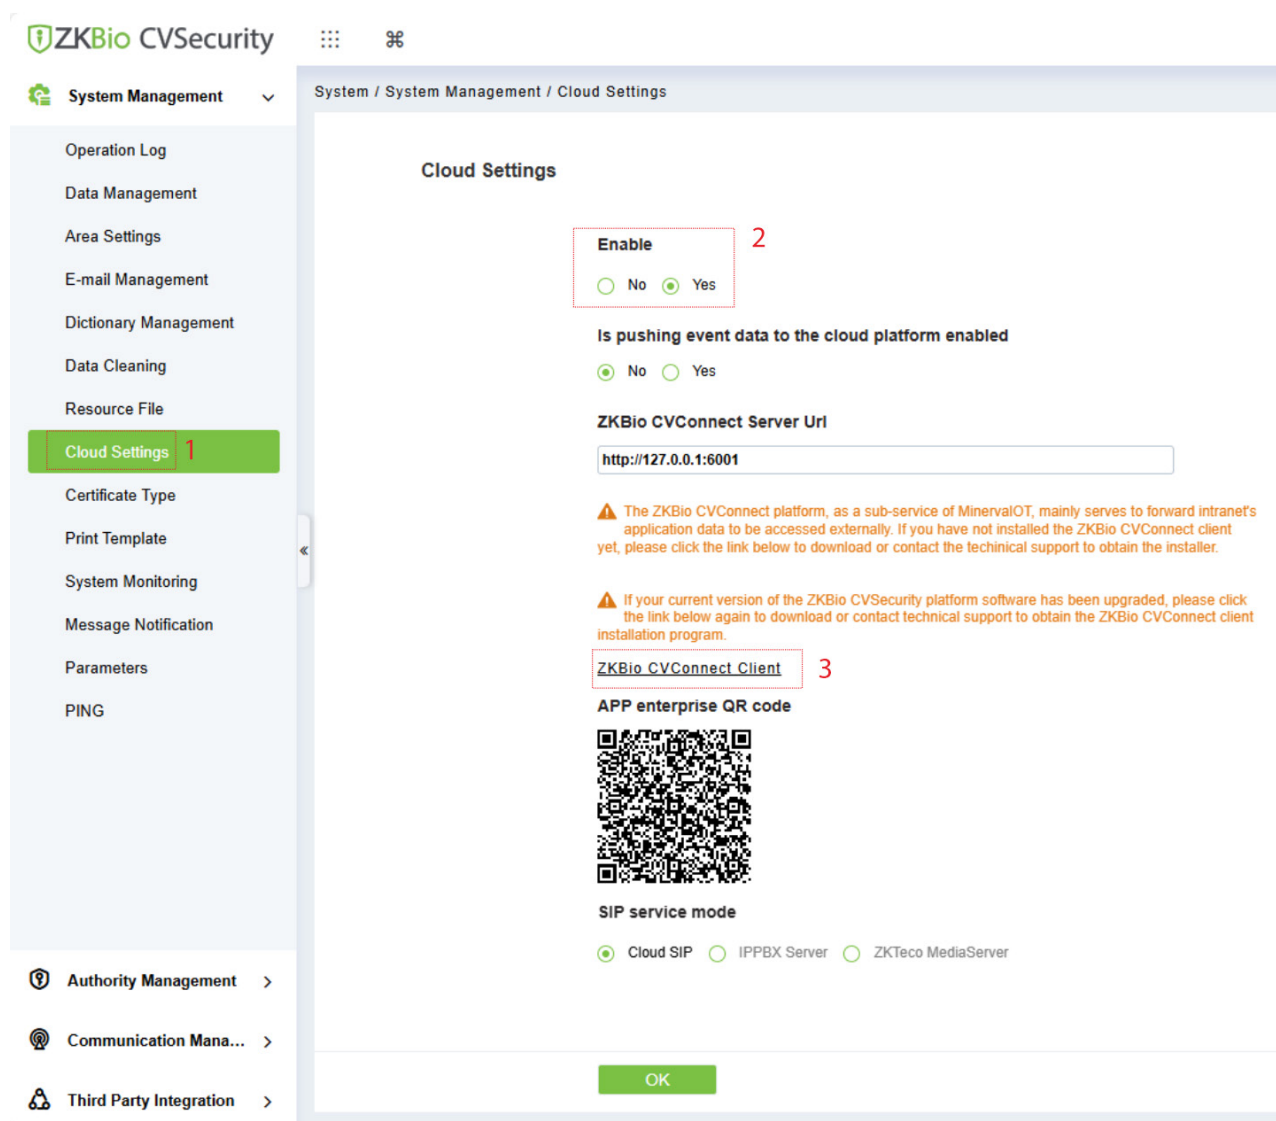 ZKBio CVSecurity
System Management
System / System Management / Cloud Settings
Operation Log
Data Management
Area Settings
E-mail Management
Dictionary Management
Data Cleaning
Resource File
Cloud Settings 1
Certificate Type
Print Template
System Monitoring
Message Notification
Parameters
PING
Authority Management
Communication Mana...
Third Party Integration
Cloud Settings
Enable 2
No Yes
Is pushing event data to the cloud platform enabled
No Yes
ZKBio CVConnect Server Url
http://127.0.0.1:6001
The ZKBio CVConnect platform, as a sub-service of MinervaIOT, mainly serves to forward intranet's
application data to be accessed externally. If you have not installed the ZKBio CVConnect client
yet, please click the link below to download or contact the techinical support to obtain the installer.
If your current version of the ZKBio CVSecurity platform software has been upgraded, please click
the link below again to download or contact technical support to obtain the ZKBio CVConnect client
installation program.
ZKBio CVConnect Client 3
APP enterprise QR code
SIP service mode
Cloud SIP IPPBX Server ZKTeco MediaServer
OK